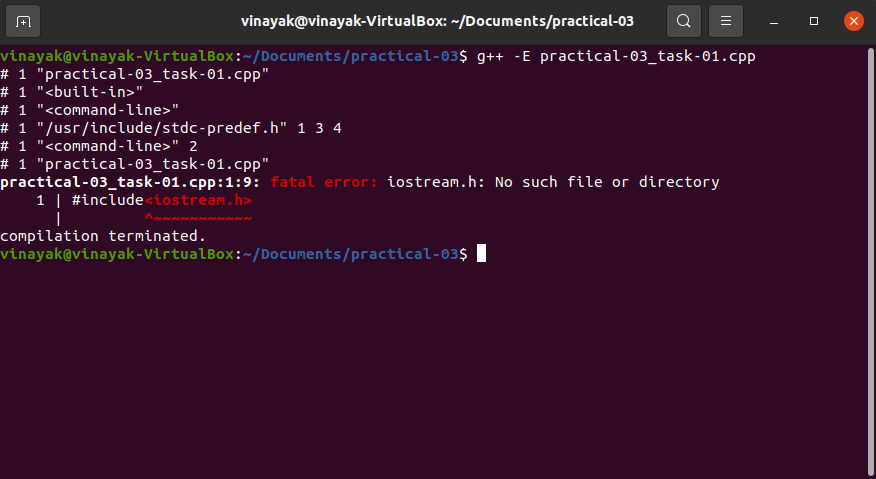 vinayak@vinayak-VirtualBox: ~/Documents/practical-03
vinayak@vinayak-VirtualBox:~/Documents/practical-03$ g++ -E practical-03_task-01.cpp
# 1 "practical-03_task-01.cpp"
# 1 "<built-in>"
# 1 "<command-line>"
# 1 "/usr/include/stdc-predef.h" 1 3 4
# 1 "<command-line>" 2
# 1 "practical-03_task-01.cpp"
practical-03_task-01.cpp:1:9: fatal error: iostream.h: No such file or directory
    1 | #include<iostream.h>
      |         ^~~~~~~~~~~~
compilation terminated.
vinayak@vinayak-VirtualBox:~/Documents/practical-03$